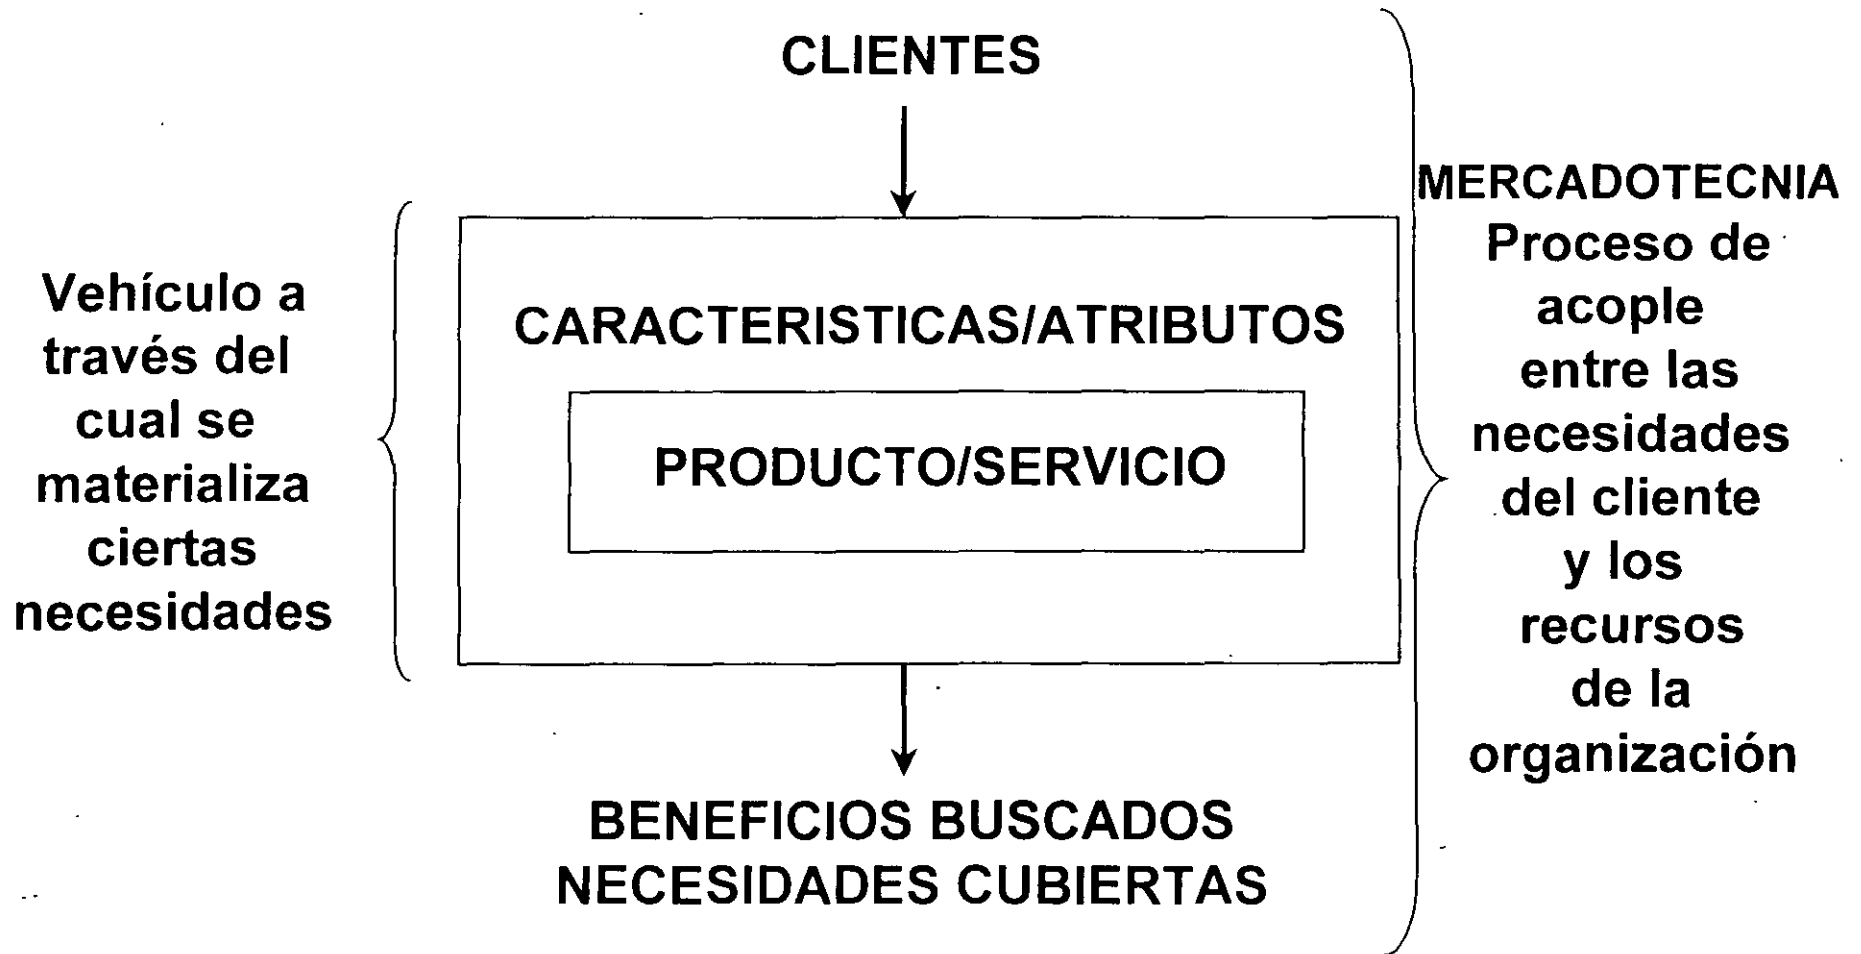 CLIENTES
Vehículo a
través del
cual se
materializa
ciertas
necesidades
CARACTERISTICAS/ATRIBUTOS
PRODUCTO/SERVICIO
BENEFICIOS BUSCADOS
NECESIDADES CUBIERTAS
MERCADOTECNIA
Proceso de
acople
entre las
necesidades
del cliente
y los
recursos
de la
organización